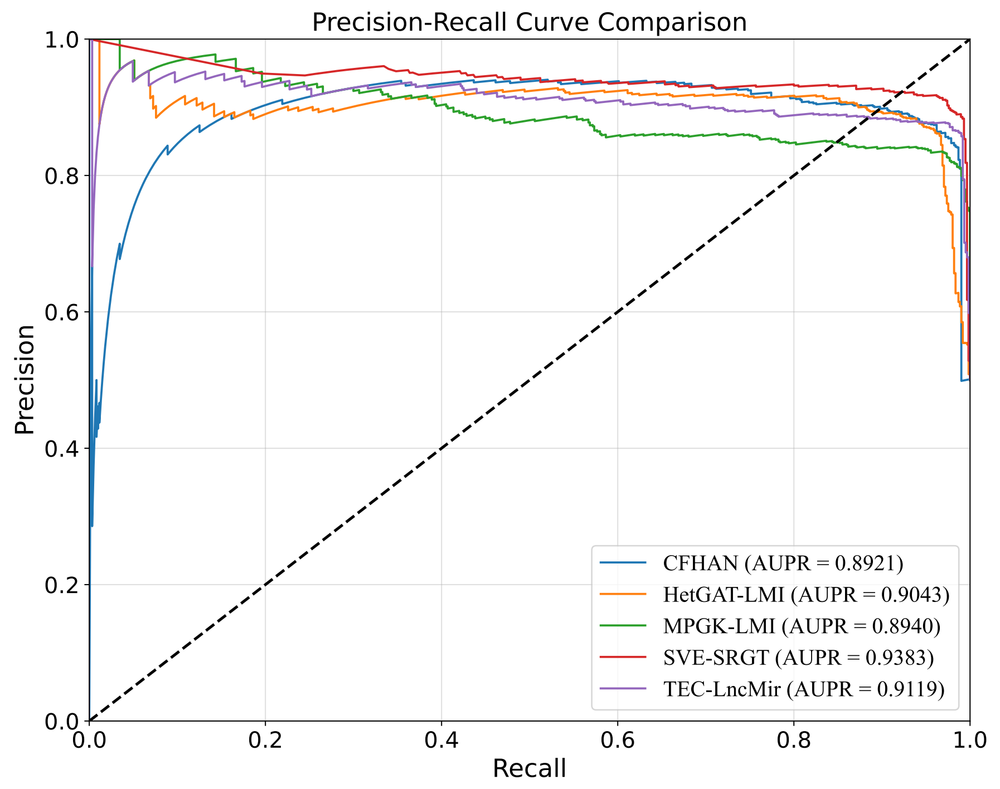 Precision-Recall Curve Comparison
1.0
0.8
0.6
0.4
0.2
0.0
Precision
0.0 0.2 0.4 0.6 0.8 1.0
Recall
CFHAN (AUPR = 0.8921)
HetGAT-LMI (AUPR = 0.9043)
MPGK-LMI (AUPR = 0.8940)
SVE-SRGT (AUPR = 0.9383)
TEC-LncMir (AUPR = 0.9119)